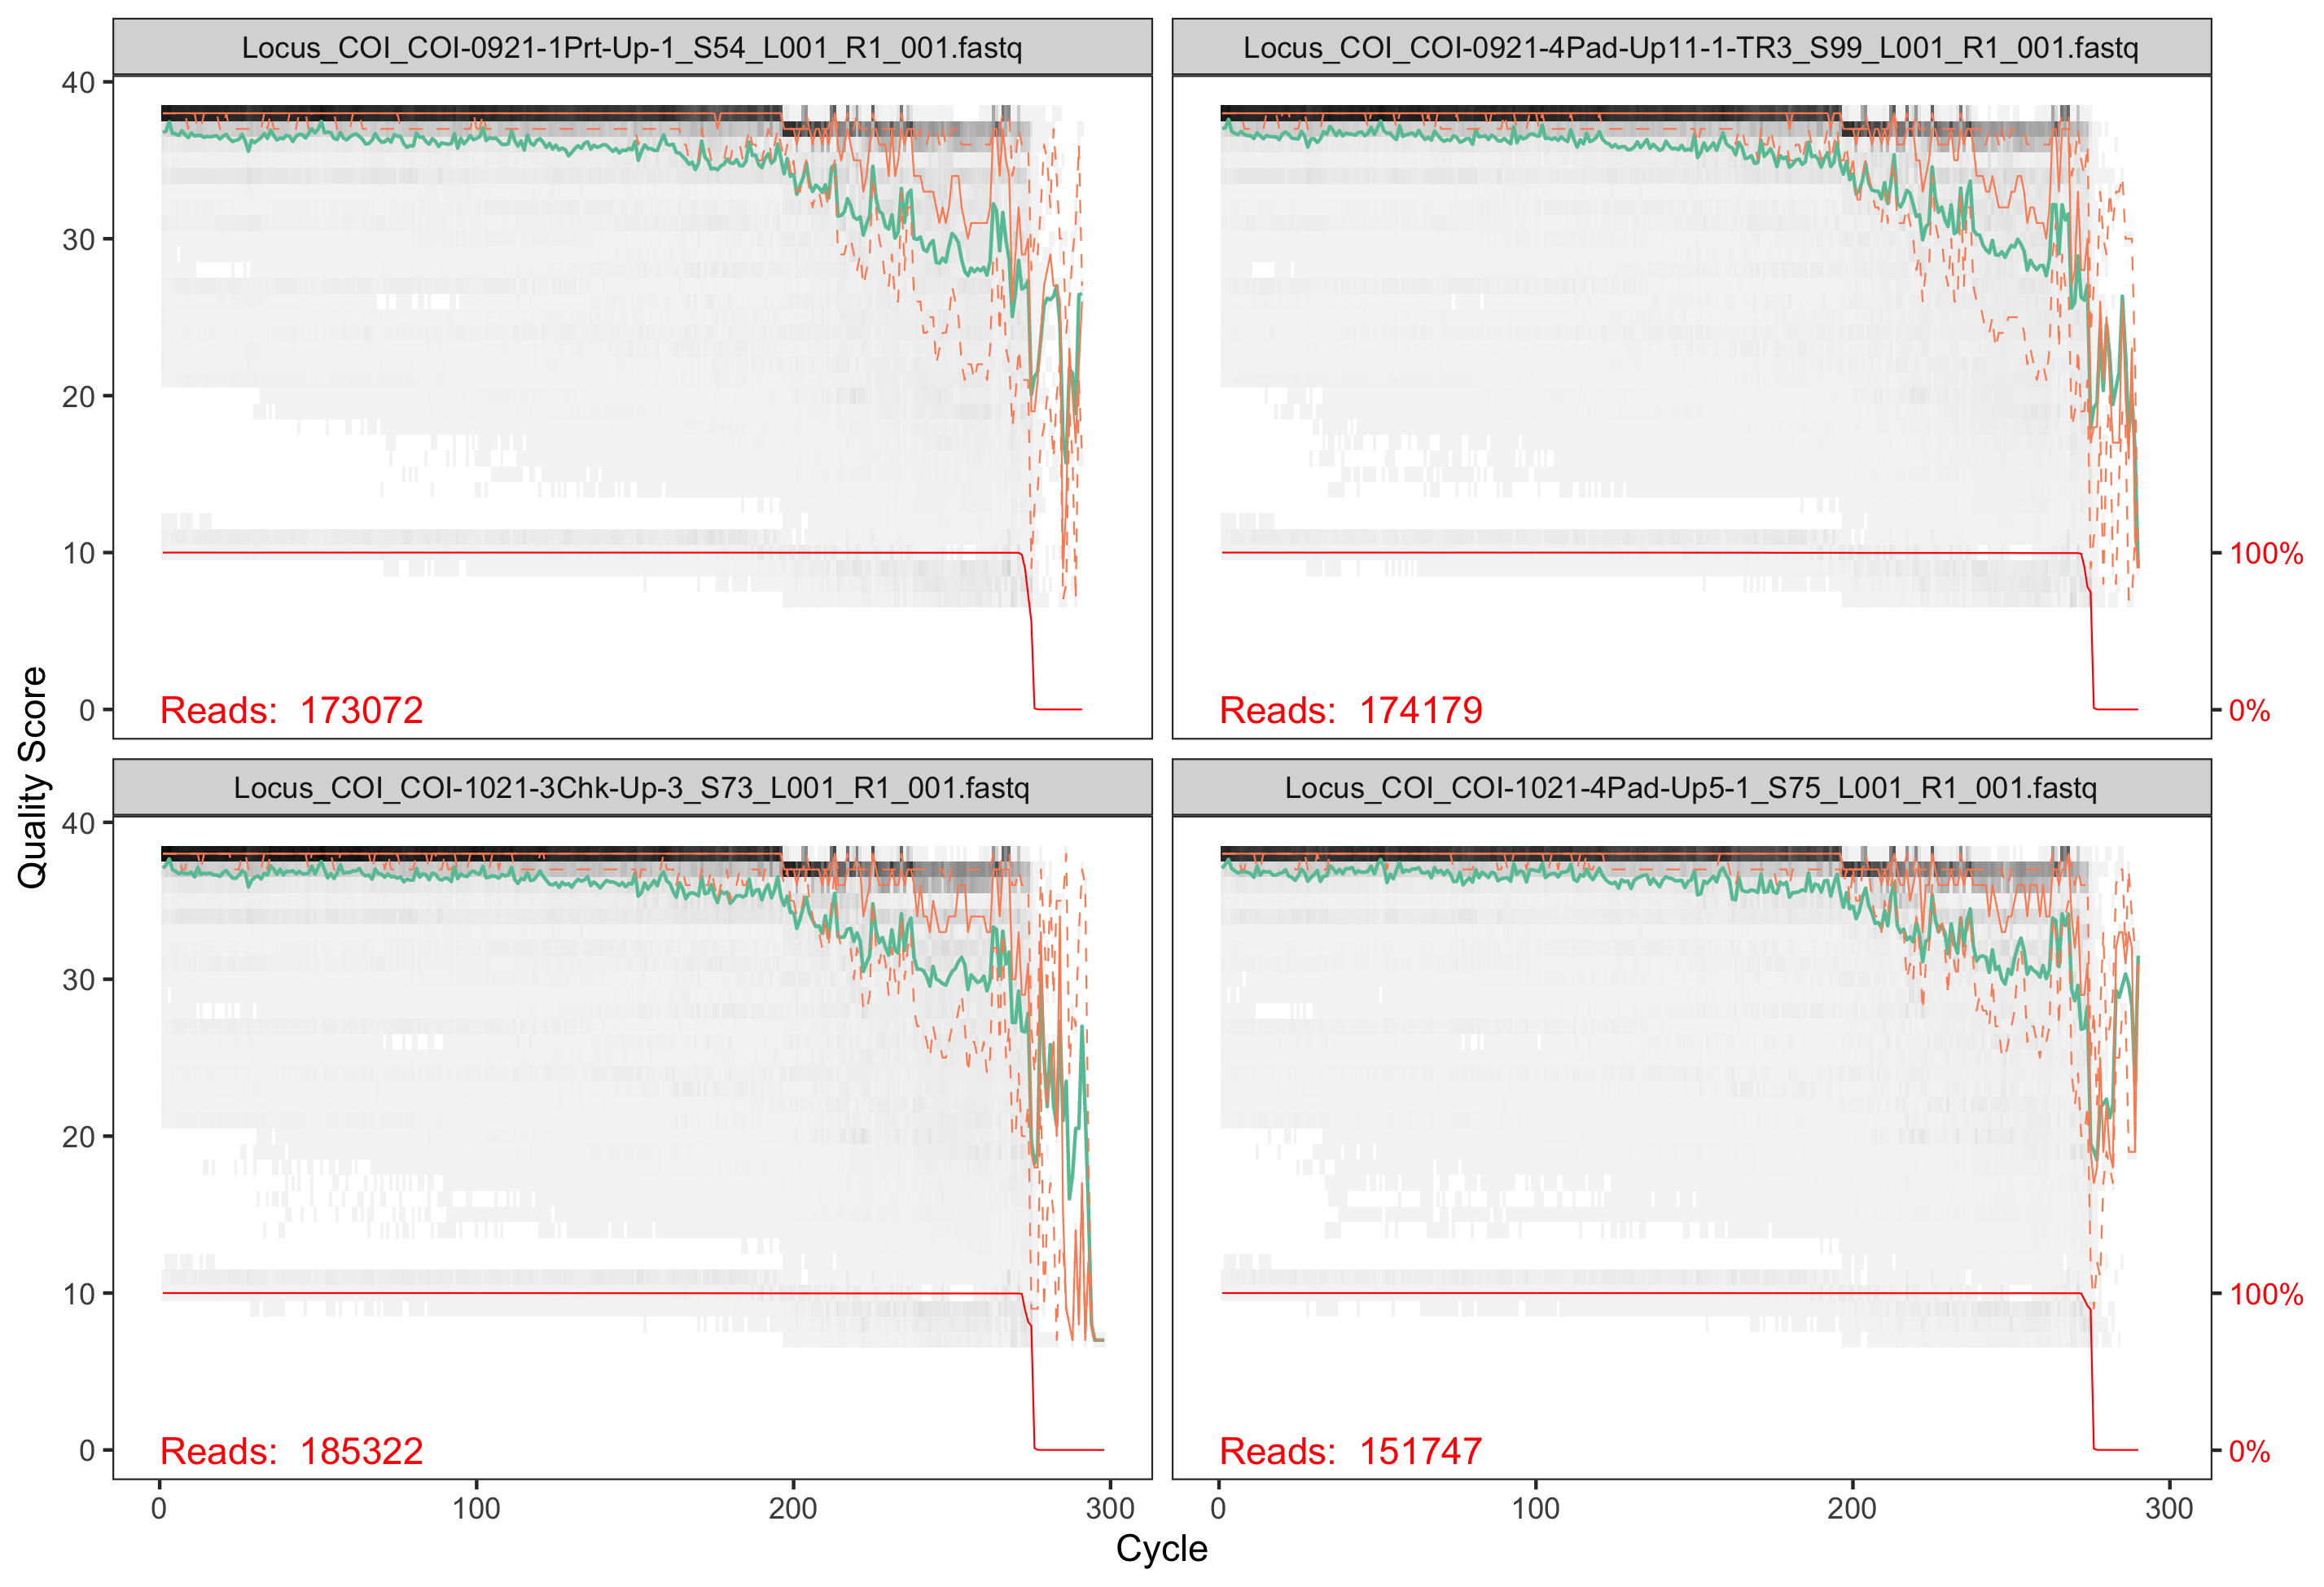 Locus_COI_COI-0921-1Prt-Up-1_S54_L001_R1_001.fastq
Locus_COI_COI-0921-4Pad-Up11-1-TR3_S99_L001_R1_001.fastq
40
30
20
10
0
100%
0%
Reads: 173072
Reads: 174179
Quality Score
Locus_COI_COI-1021-3Chk-Up-3_S73_L001_R1_001.fastq
Locus_COI_COI-1021-4Pad-Up5-1_S75_L001_R1_001.fastq
40
30
20
10
0
100%
0%
Reads: 185322
Reads: 151747
0 100 200 300
0 100 200 300
Cycle